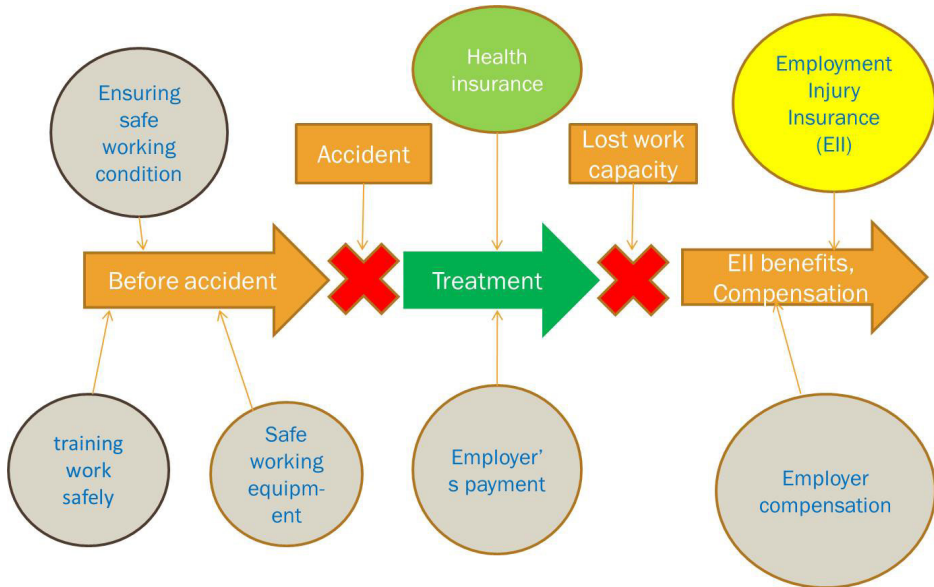 Ensuring
safe
working
condition
Accident
Health
insurance
Lost work
capacity
Employment
Injury
Insurance
(EII)
Before accident
Treatment
EII benefits,
Compensation
training
work
safely
Safe
working
equipm-
ent
Employer'
s payment
Employer
compensation